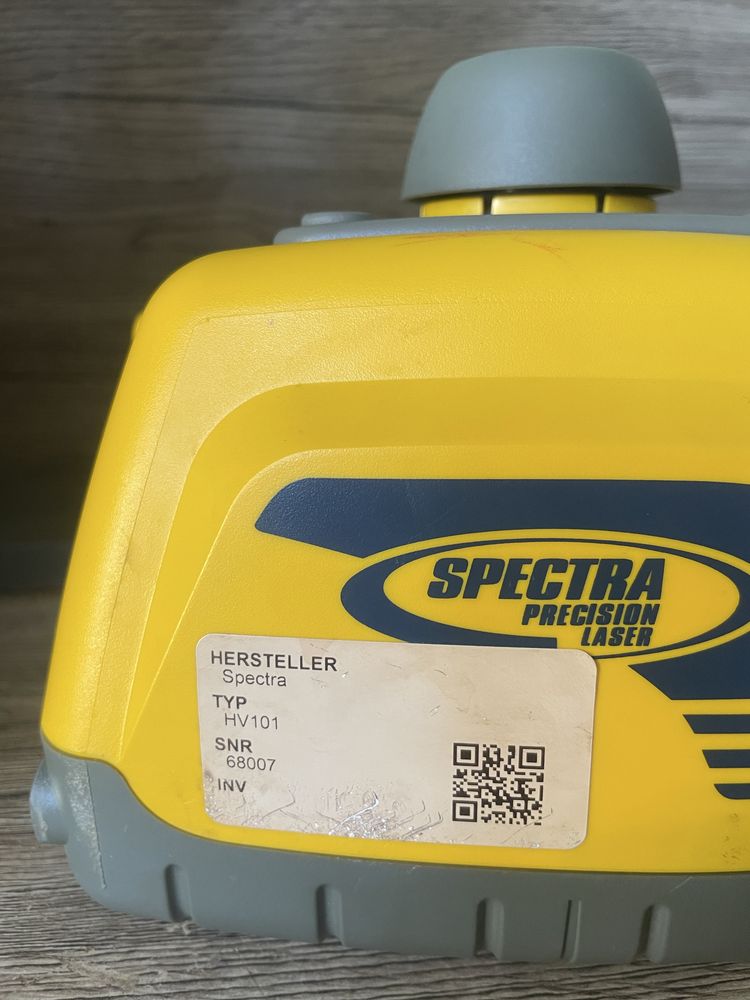 SPECTRA
PRECISION
LASER
HERSTELLER
Spectra
TYP
HV101
SNR
68007
INV